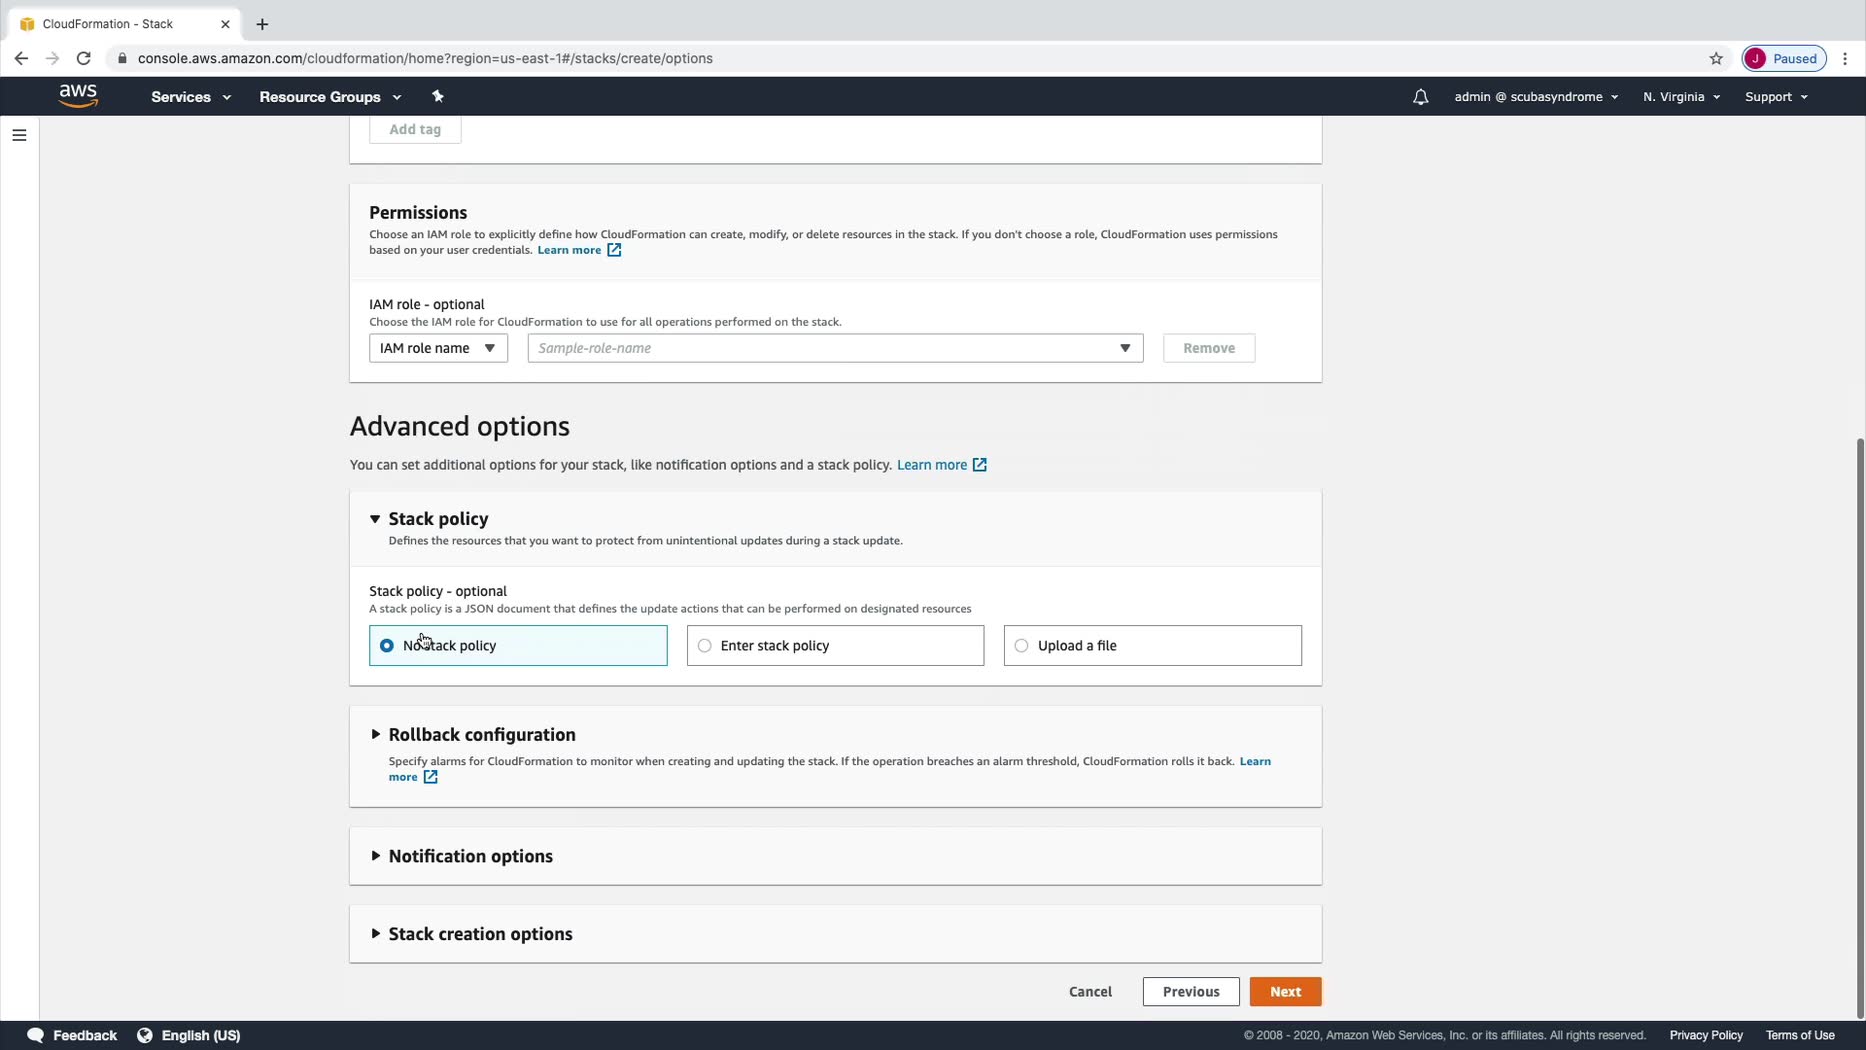 CloudFormation - Stack
console.aws.amazon.com/cloudformation/home?region=us-east-1#/stacks/create/options
J Paused
aws Services Resource Groups admin @ scubasyndrome N. Virginia Support
Add tag
Permissions
Choose an IAM role to explicitly define how CloudFormation can create, modify, or delete resources in the stack. If you don't choose a role, CloudFormation uses permissions
based on your user credentials. Learn more
IAM role - optional
Choose the IAM role for CloudFormation to use for all operations performed on the stack.
IAM role name Sample-role-name Remove
Advanced options
You can set additional options for your stack, like notification options and a stack policy. Learn more
Stack policy
Defines the resources that you want to protect from unintentional updates during a stack update.
Stack policy - optional
A stack policy is a JSON document that defines the update actions that can be performed on designated resources
No stack policy Enter stack policy Upload a file
Rollback configuration
Specify alarms for CloudFormation to monitor when creating and updating the stack. If the operation breaches an alarm threshold, CloudFormation rolls it back. Learn
more
Notification options
Stack creation options
Cancel Previous Next
Feedback English (US) © 2008 - 2020, Amazon Web Services, Inc. or its affiliates. All rights reserved. Privacy Policy Terms of Use